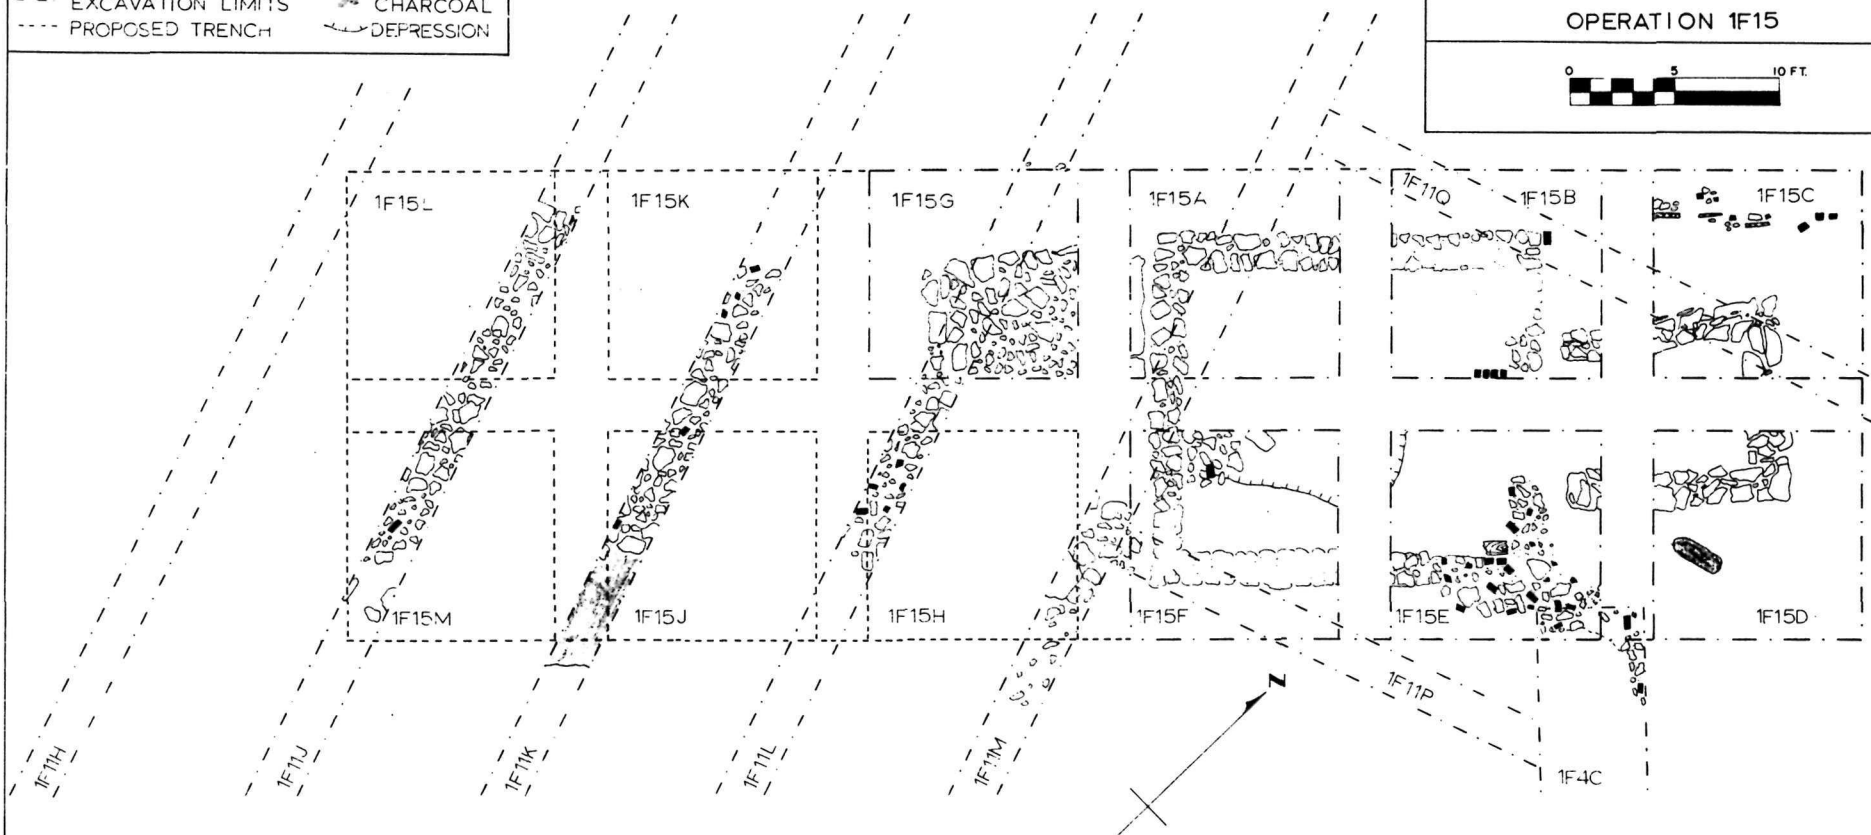 EXCAVATION LIMITS
CHARCOAL
PROPOSED TRENCH
DEPRESSION
OPERATION 1F15
0 5 10 FT.
1F15L
1F15K
1F15G
1F15A
1F11Q
1F15B
1F15C
1F15M
1F15J
1F15H
1F15F
1F15E
1F15D
1F11P
N
1F11H
1F11J
1F11K
1F11L
1F11M
1F4C